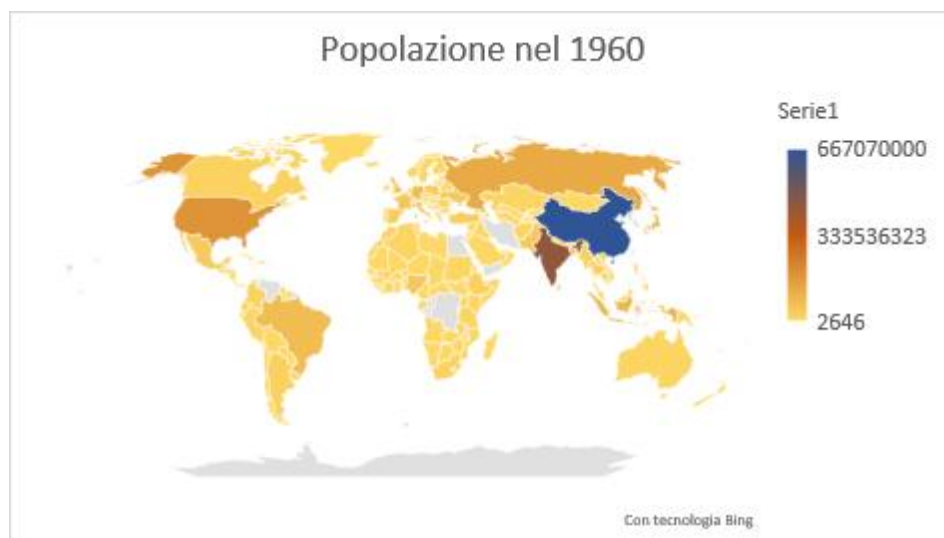 Popolazione nel 1960
Serie1
667070000
333536323
2646
Con tecnologia Bing